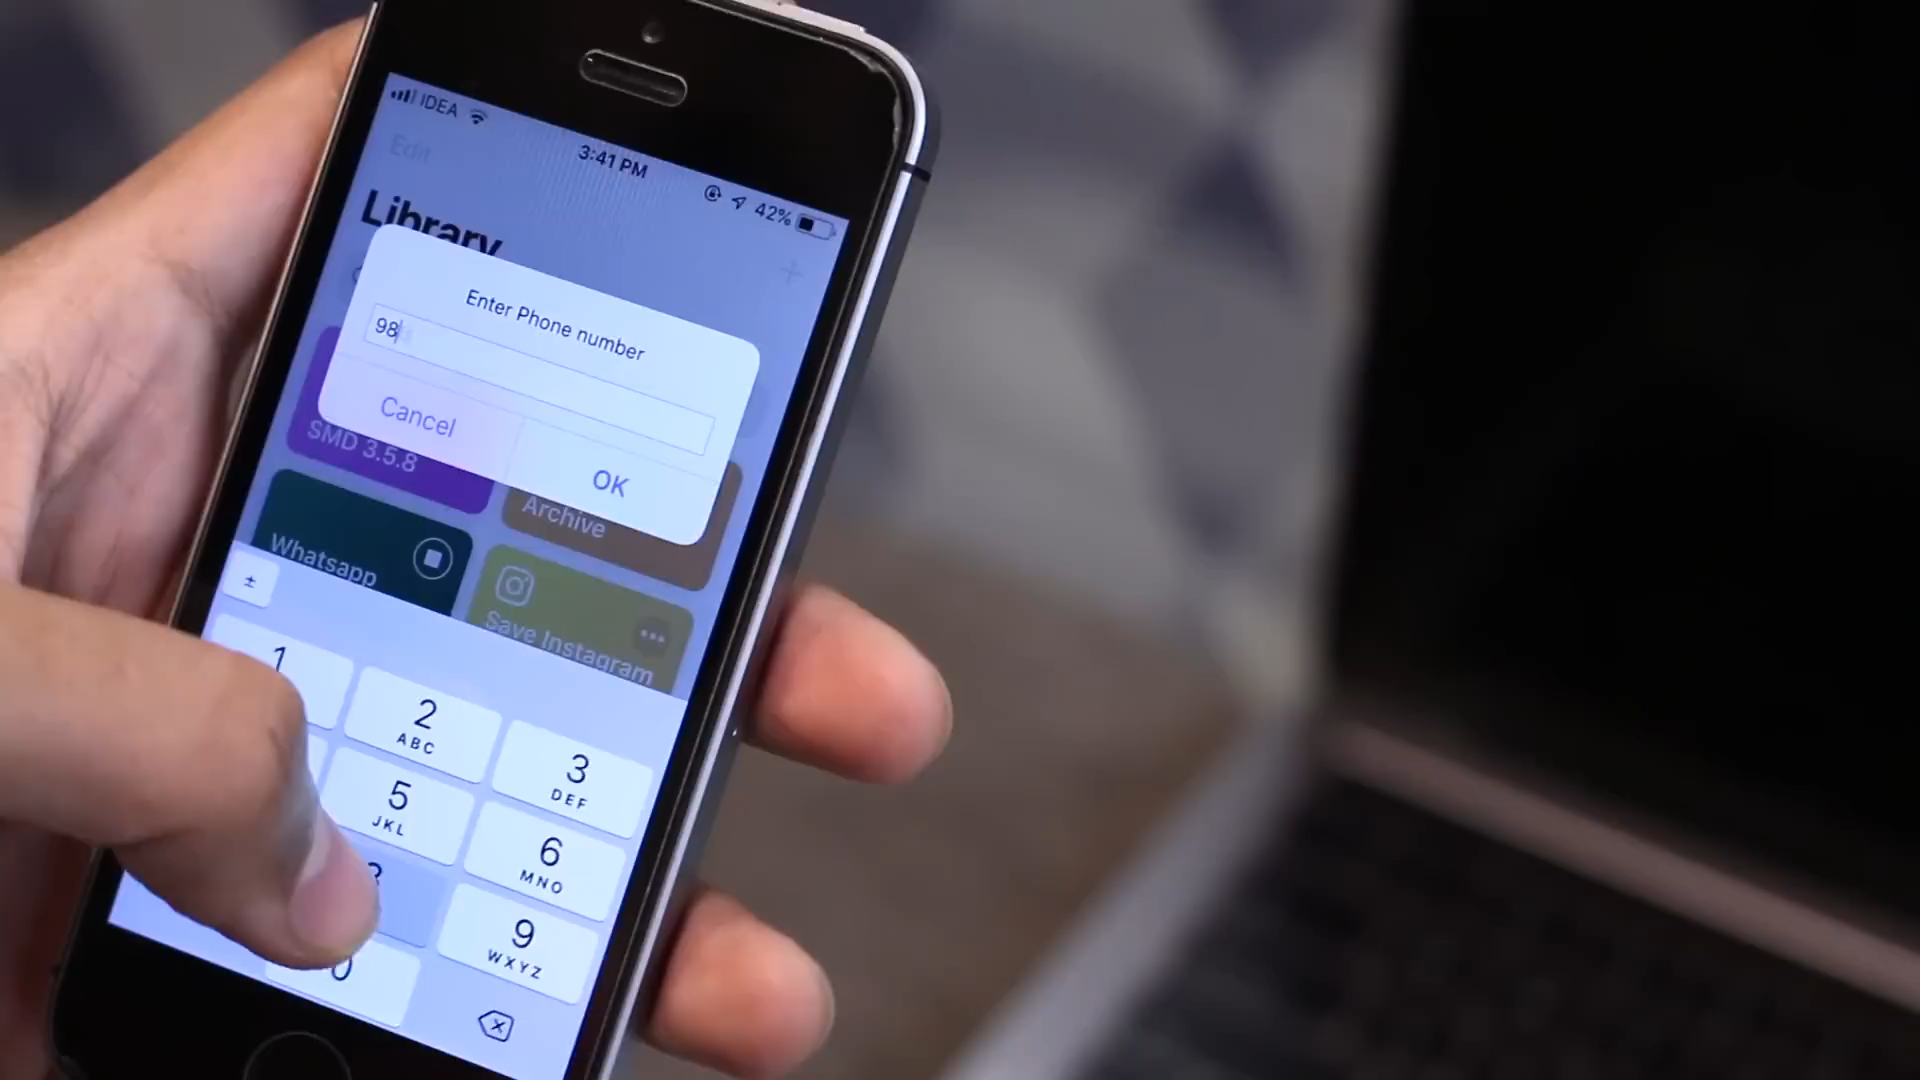 IDEA
3:41 PM
42%
Edit
Library
Enter Phone number
98
Cancel
OK
SMD 3.5.8
Archive
Whatsapp
Save Instagram
±
1
2
ABC
3
DEF
5
JKL
6
MNO
9
WXYZ
0